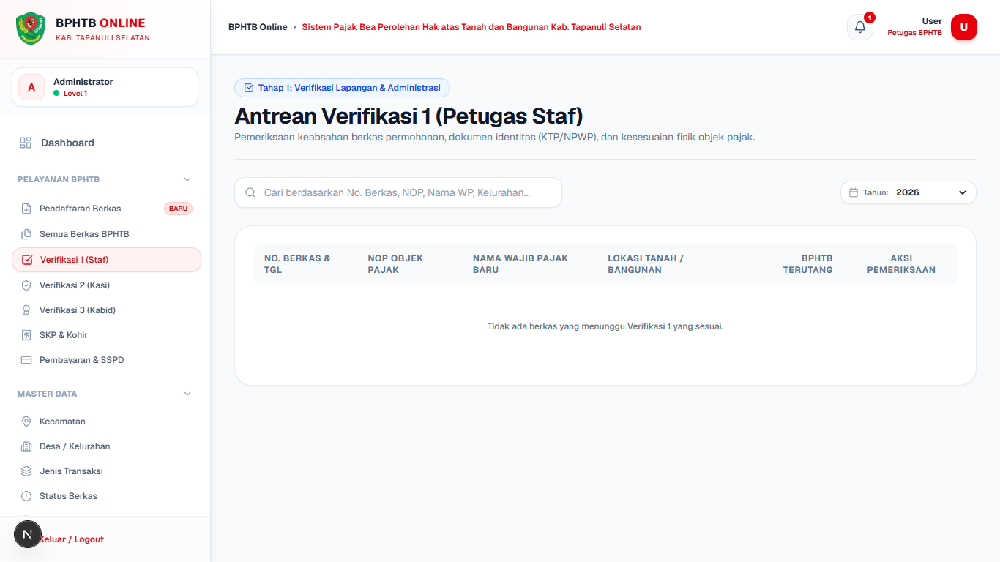 BPHTB ONLINE
KAB. TAPANULI SELATAN
BPHTB Online • Sistem Pajak Bea Perolehan Hak atas Tanah dan Bangunan Kab. Tapanuli Selatan
1
User
Petugas BPHTB
U
A
Administrator
Level 1
Dashboard
PELAYANAN BPHTB
Pendaftaran Berkas
BARU
Semua Berkas BPHTB
Verifikasi 1 (Staf)
Verifikasi 2 (Kasi)
Verifikasi 3 (Kabid)
SKP & Kohir
Pembayaran & SSPD
MASTER DATA
Kecamatan
Desa / Kelurahan
Jenis Transaksi
Status Berkas
N
Keluar / Logout
Tahap 1: Verifikasi Lapangan & Administrasi
Antrean Verifikasi 1 (Petugas Staf)
Pemeriksaan keabsahan berkas permohonan, dokumen identitas (KTP/NPWP), dan kesesuaian fisik objek pajak.
Cari berdasarkan No. Berkas, NOP, Nama WP, Kelurahan...
Tahun: 2026
NO. BERKAS &
TGL
NOP OBJEK
PAJAK
NAMA WAJIB PAJAK
BARU
LOKASI TANAH /
BANGUNAN
BPHTB
TERUTANG
AKSI
PEMERIKSAAN
Tidak ada berkas yang menunggu Verifikasi 1 yang sesuai.